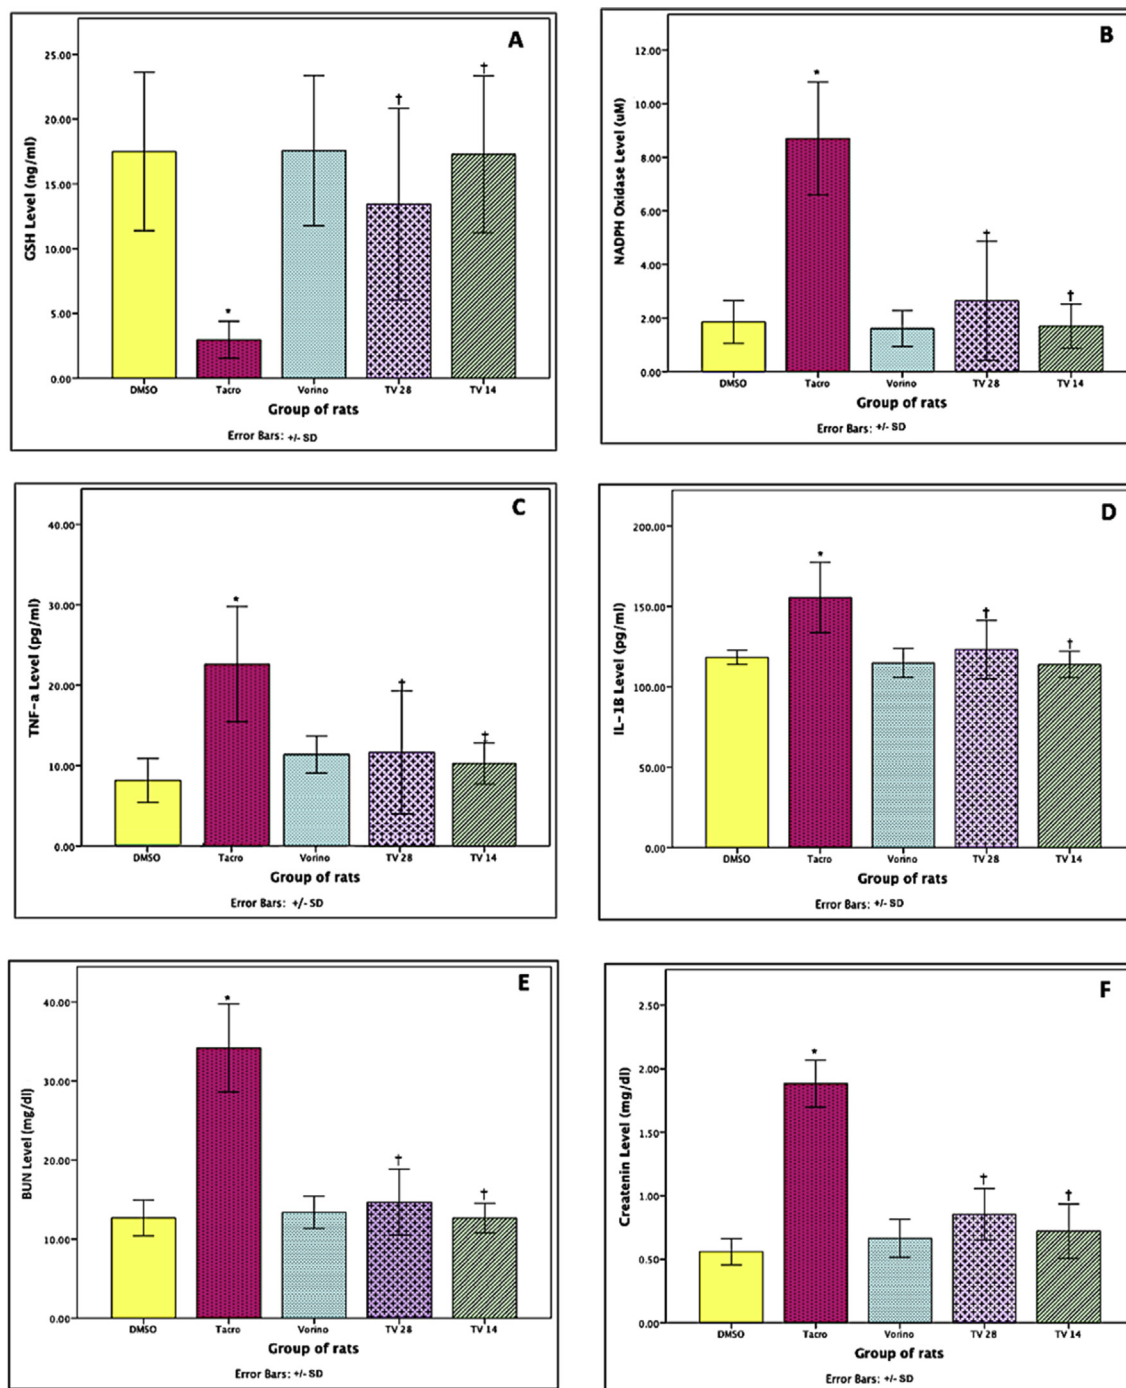 A
GSH Level (ng/ml)
25.00
20.00
15.00
10.00
5.00
0.00
*
†
†
DMSO Tacro Vorino TV 28 TV 14
Group of rats
Error Bars: +/- SD
B
NADPH Oxidase Level (uM)
12.00
10.00
8.00
6.00
4.00
2.00
0.00
*
†
†
DMSO Tacro Vorino TV 28 TV 14
Group of rats
Error Bars: +/- SD
C
TNF-a Level (pg/ml)
40.00
30.00
20.00
10.00
0.00
*
†
†
DMSO Tacro Vorino TV 28 TV 14
Group of rats
Error Bars: +/- SD
D
IL-1B Level (pg/ml)
200.00
150.00
100.00
50.00
0.00
*
†
†
DMSO Tacro Vorino TV 28 TV 14
Group of rats
Error Bars: +/- SD
E
BUN Level (mg/dl)
40.00
30.00
20.00
10.00
0.00
*
†
†
DMSO Tacro Vorino TV 28 TV 14
Group of rats
Error Bars: +/- SD
F
Createnin Level (mg/dl)
2.50
2.00
1.50
1.00
0.50
0.00
*
†
†
DMSO Tacro Vorino TV 28 TV 14
Group of rats
Error Bars: +/- SD